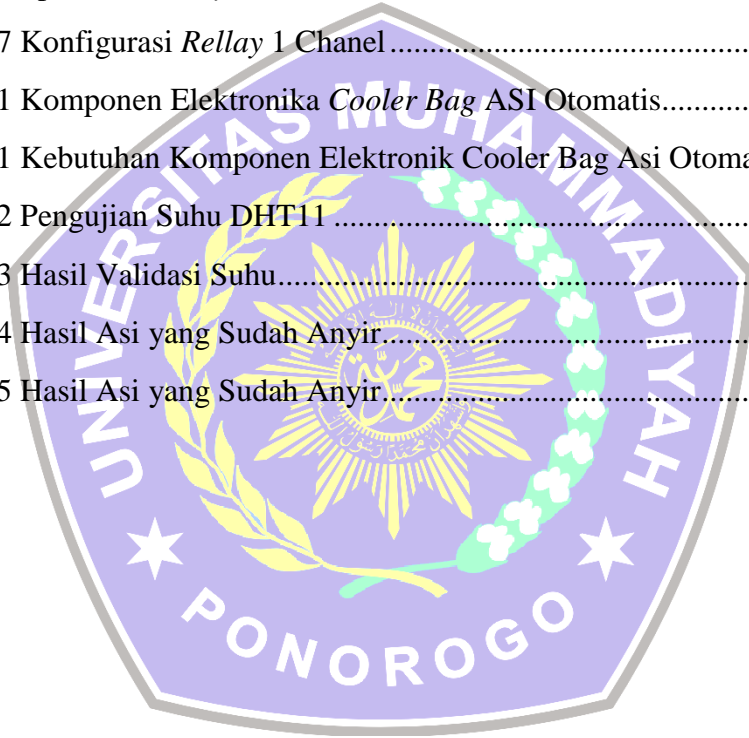 7 Konfigurasi Rellay 1 Chanel........................................
1 Komponen Elektronika Cooler Bag ASI Otomatis...........
1 Kebutuhan Komponen Elektronik Cooler Bag Asi Otoma
2 Pengujian Suhu DHT11 ...............................................
3 Hasil Validasi Suhu.......................................................
4 Hasil Asi yang Sudah Anyir..........................................
5 Hasil Asi yang Sudah Anyir..........................................
UNIVERSITAS MUHAMMADIYAH
PONOROGO